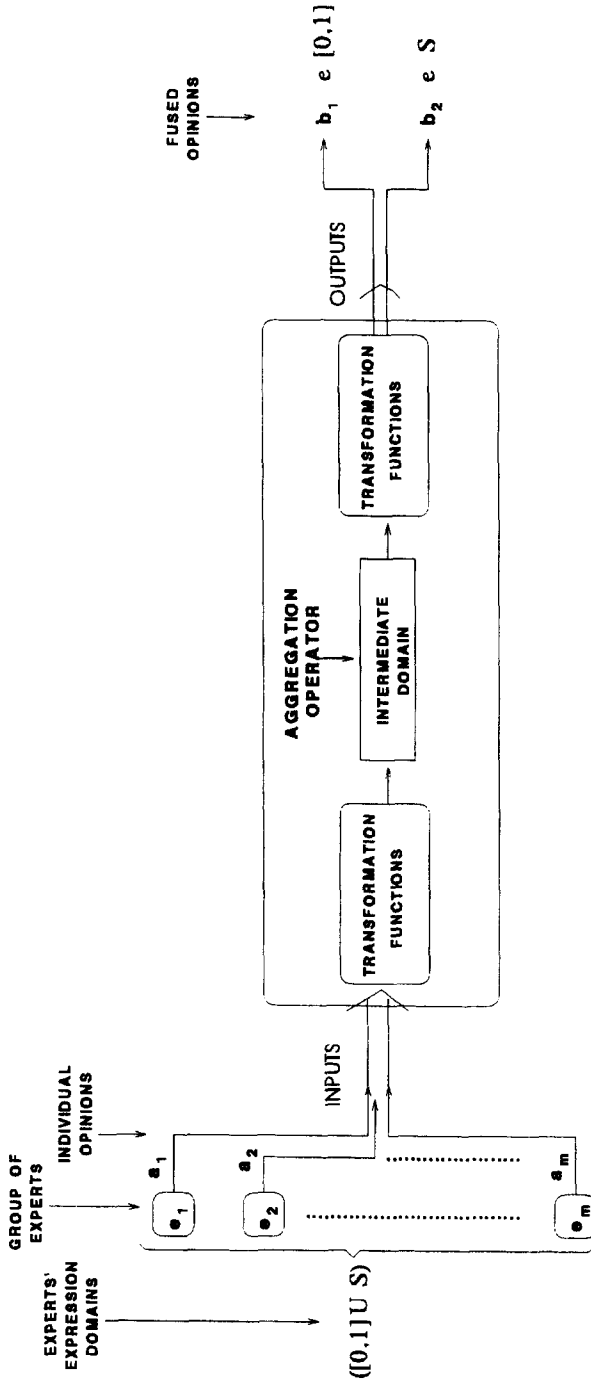 EXPERTS'
EXPRESSION
DOMAINS
([0,1] U S)
GROUP OF
EXPERTS
e1
e2
em
INDIVIDUAL
OPINIONS
a1
a2
am
INPUTS
TRANSFORMATION
FUNCTIONS
AGGREGATION
OPERATOR
INTERMEDIATE
DOMAIN
TRANSFORMATION
FUNCTIONS
OUTPUTS
FUSED
OPINIONS
b1 e [0,1]
b2 e S